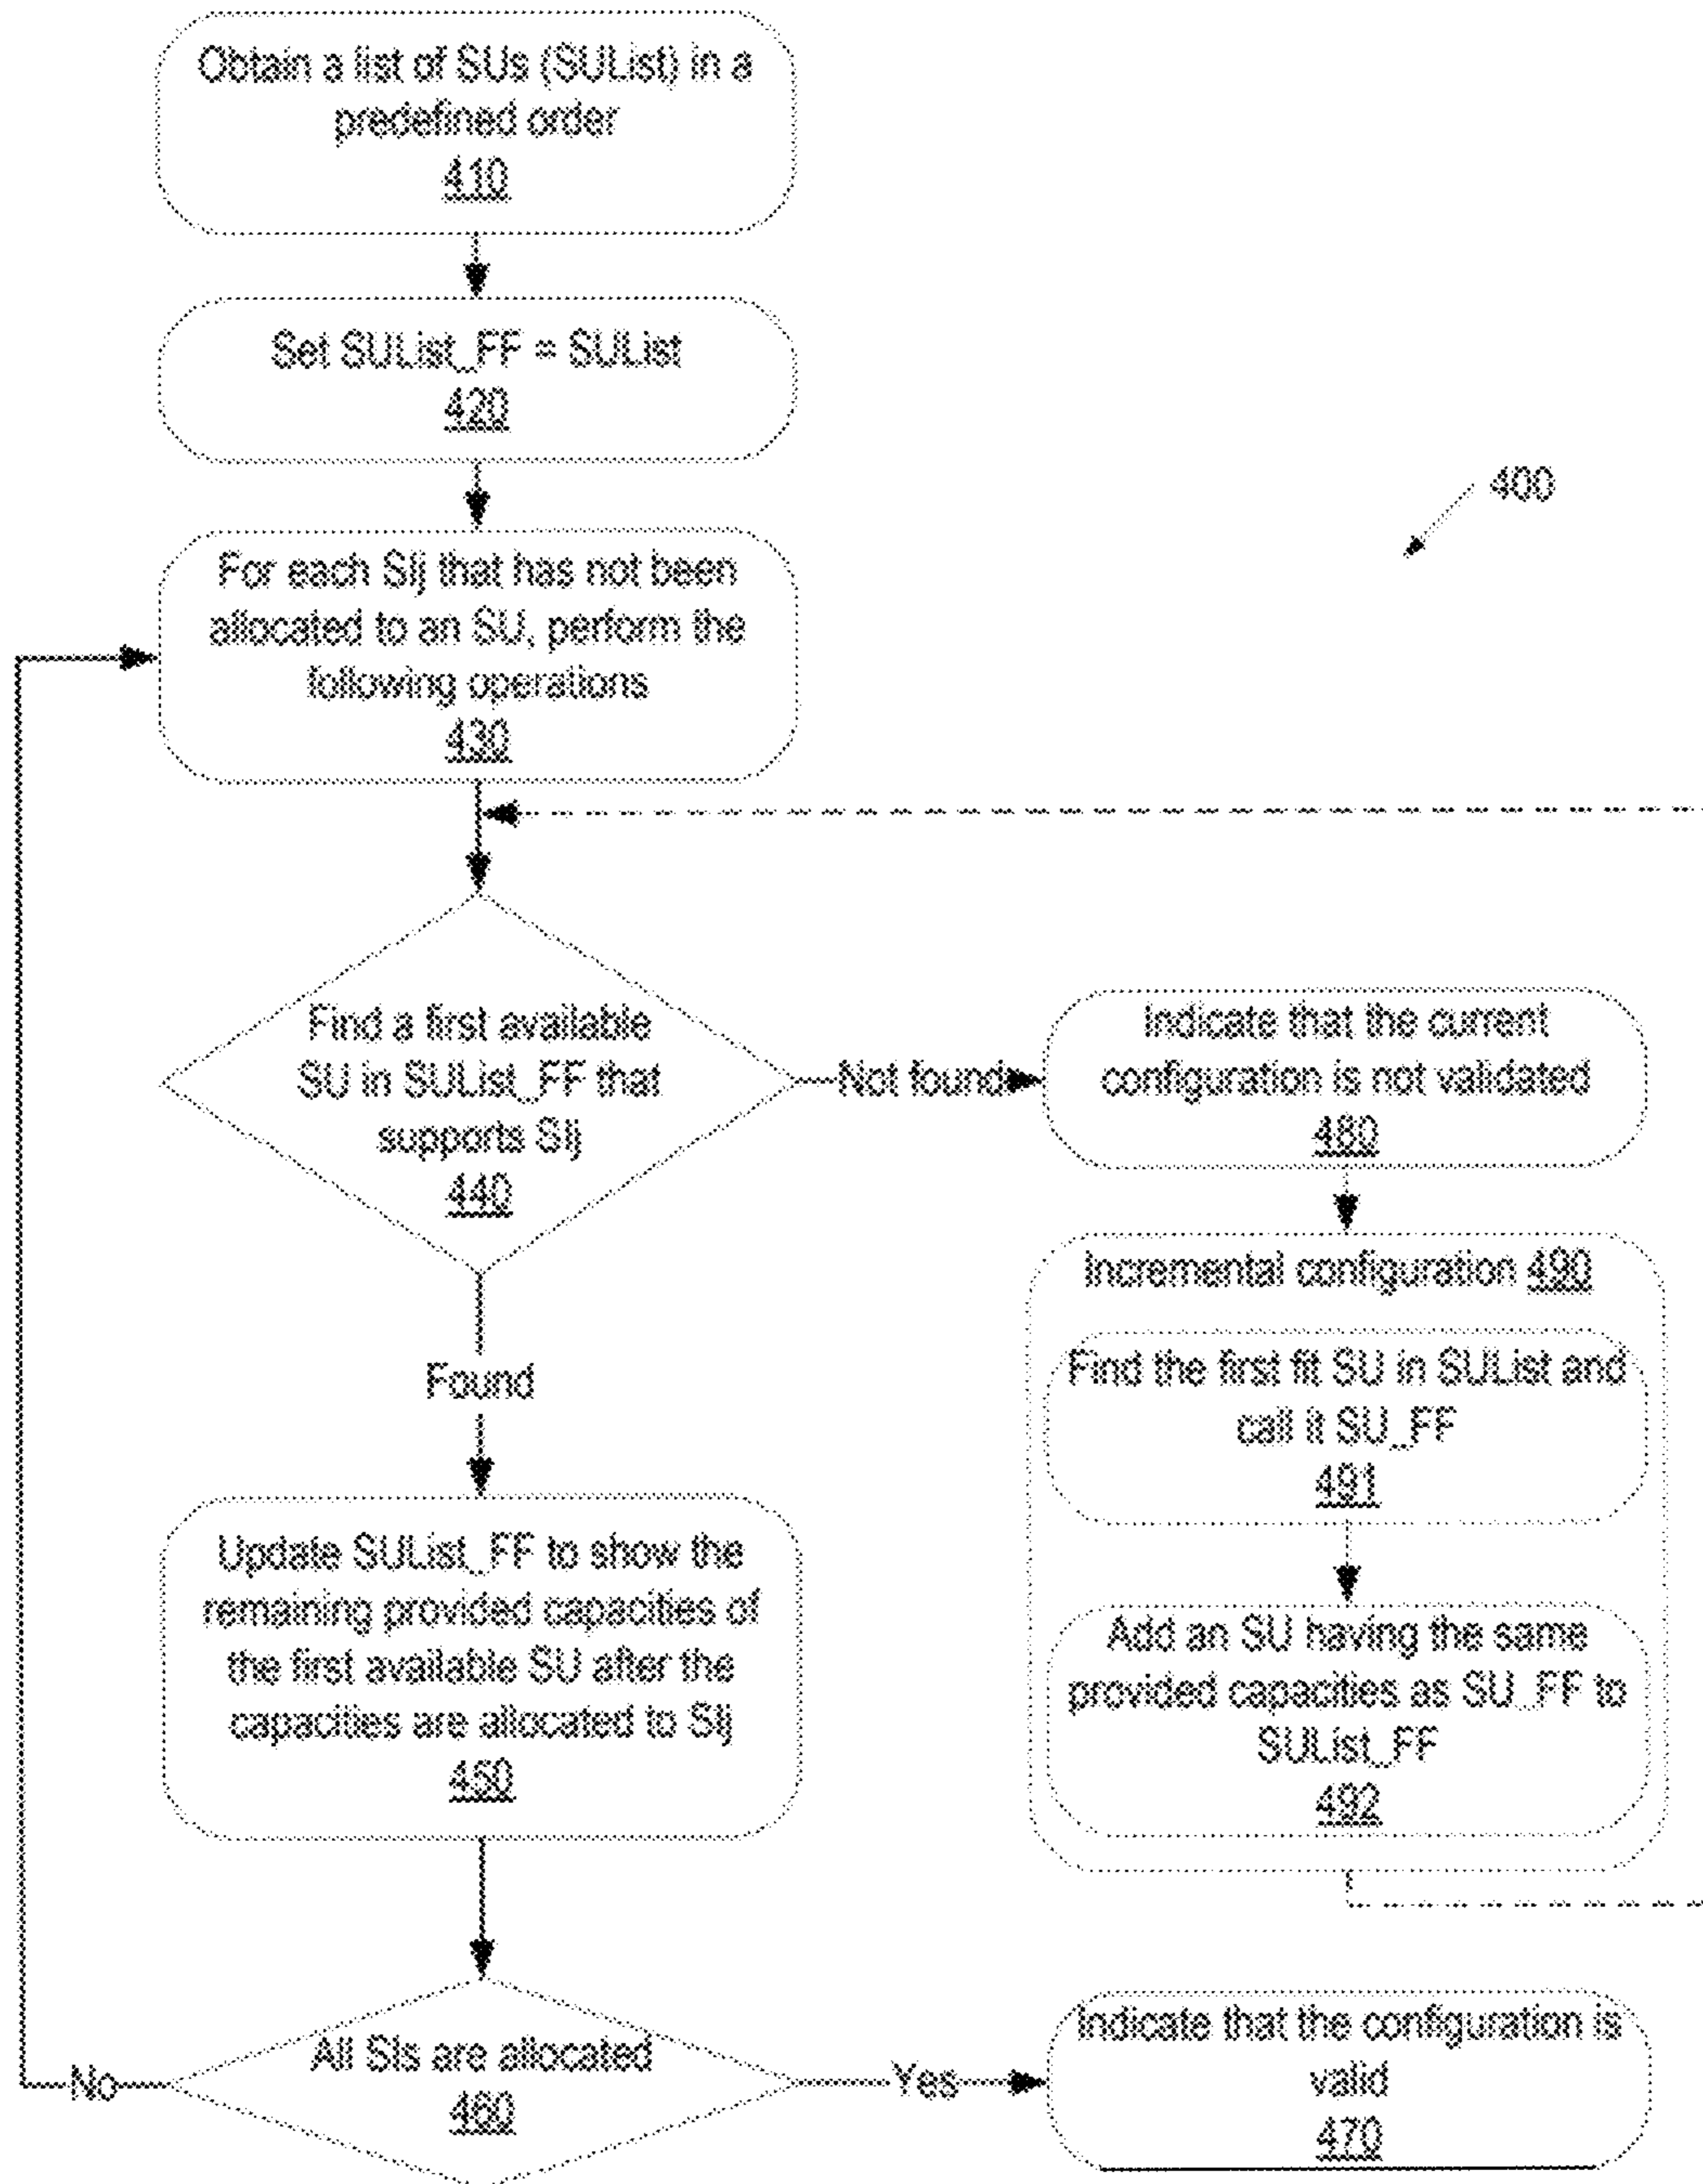 Obtain a list of SUs (SUList) in a
predefined order
410
Set SUList_FF = SUList
420
400
For each SIij that has not been
allocated to an SU, perform the
following operations
430
Find a first available
SU in SUList_FF that
supports SIij
440
Not found
Indicate that the current
configuration is not validated
480
Incremental configuration 490
Find the first fit SU in SUList and
call it SU_FF
491
Add an SU having the same
provided capacities as SU_FF to
SUList_FF
492
Found
Update SUList_FF to show the
remaining provided capacities of
the first available SU after the
capacities are allocated to SIij
450
All SIs are allocated
460
No
Yes
Indicate that the configuration is
valid
470